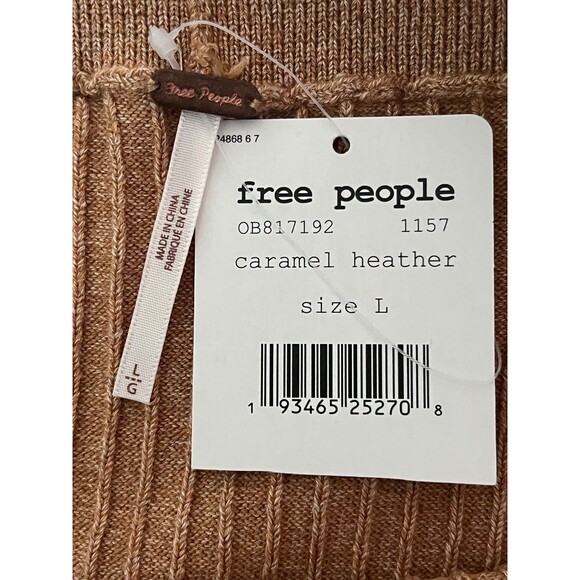 Free People
MADE IN CHINA
FABRIQUÉ EN CHINE
L
G
4868 6 7
free people
OB817192 1157
caramel heather
size L
1 93465 25270 8